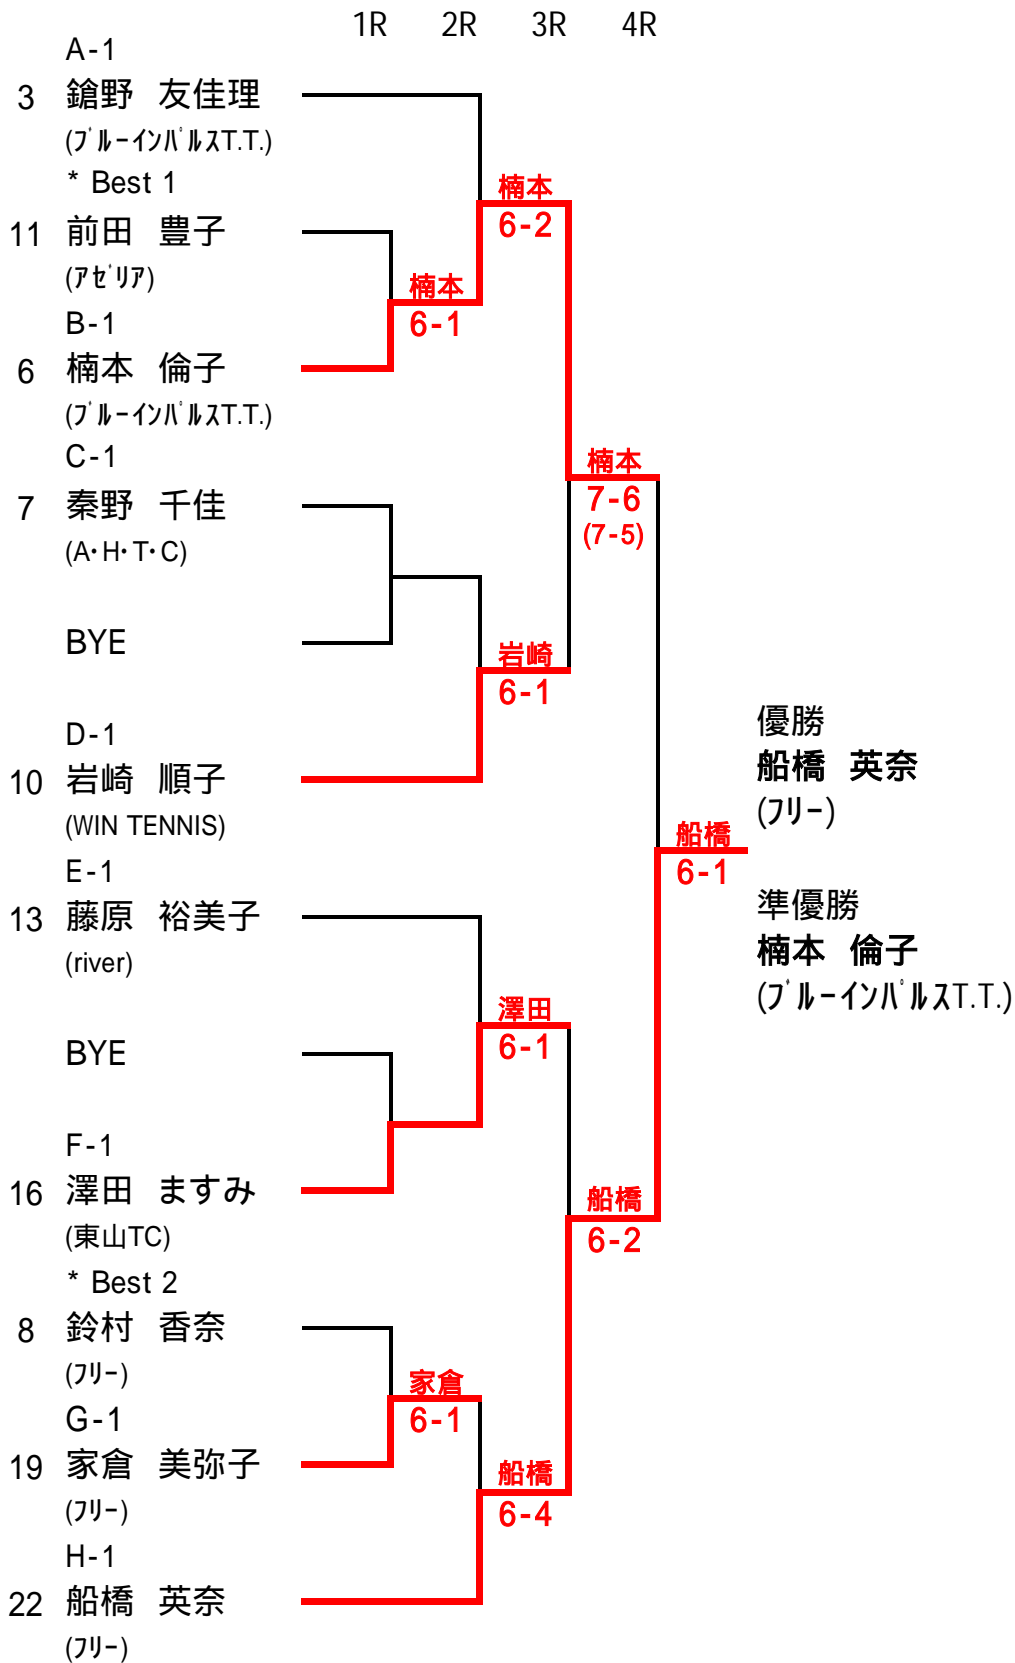 1R 2R 3R 4R
A-1
3 鎗野 友佳理
(ﾌﾞﾙｰｲﾝﾊﾟﾙｽT.T.)
* Best 1
楠本
6-2
11 前田 豊子
(ｱｾﾞﾘｱ)
楠本
6-1
B-1
6 楠本 倫子
(ﾌﾞﾙｰｲﾝﾊﾟﾙｽT.T.)
C-1
楠本
7-6
(7-5)
7 秦野 千佳
(A･H･T･C)
BYE
岩崎
6-1
D-1
10 岩崎 順子
(WIN TENNIS)
優勝
船橋 英奈
(ﾌﾘｰ)
船橋
6-1
準優勝
楠本 倫子
(ﾌﾞﾙｰｲﾝﾊﾟﾙｽT.T.)
E-1
13 藤原 裕美子
(river)
澤田
6-1
BYE
F-1
16 澤田 ますみ
(東山TC)
船橋
6-2
* Best 2
8 鈴村 香奈
(ﾌﾘｰ)
家倉
6-1
G-1
19 家倉 美弥子
(ﾌﾘｰ)
船橋
6-4
H-1
22 船橋 英奈
(ﾌﾘｰ)